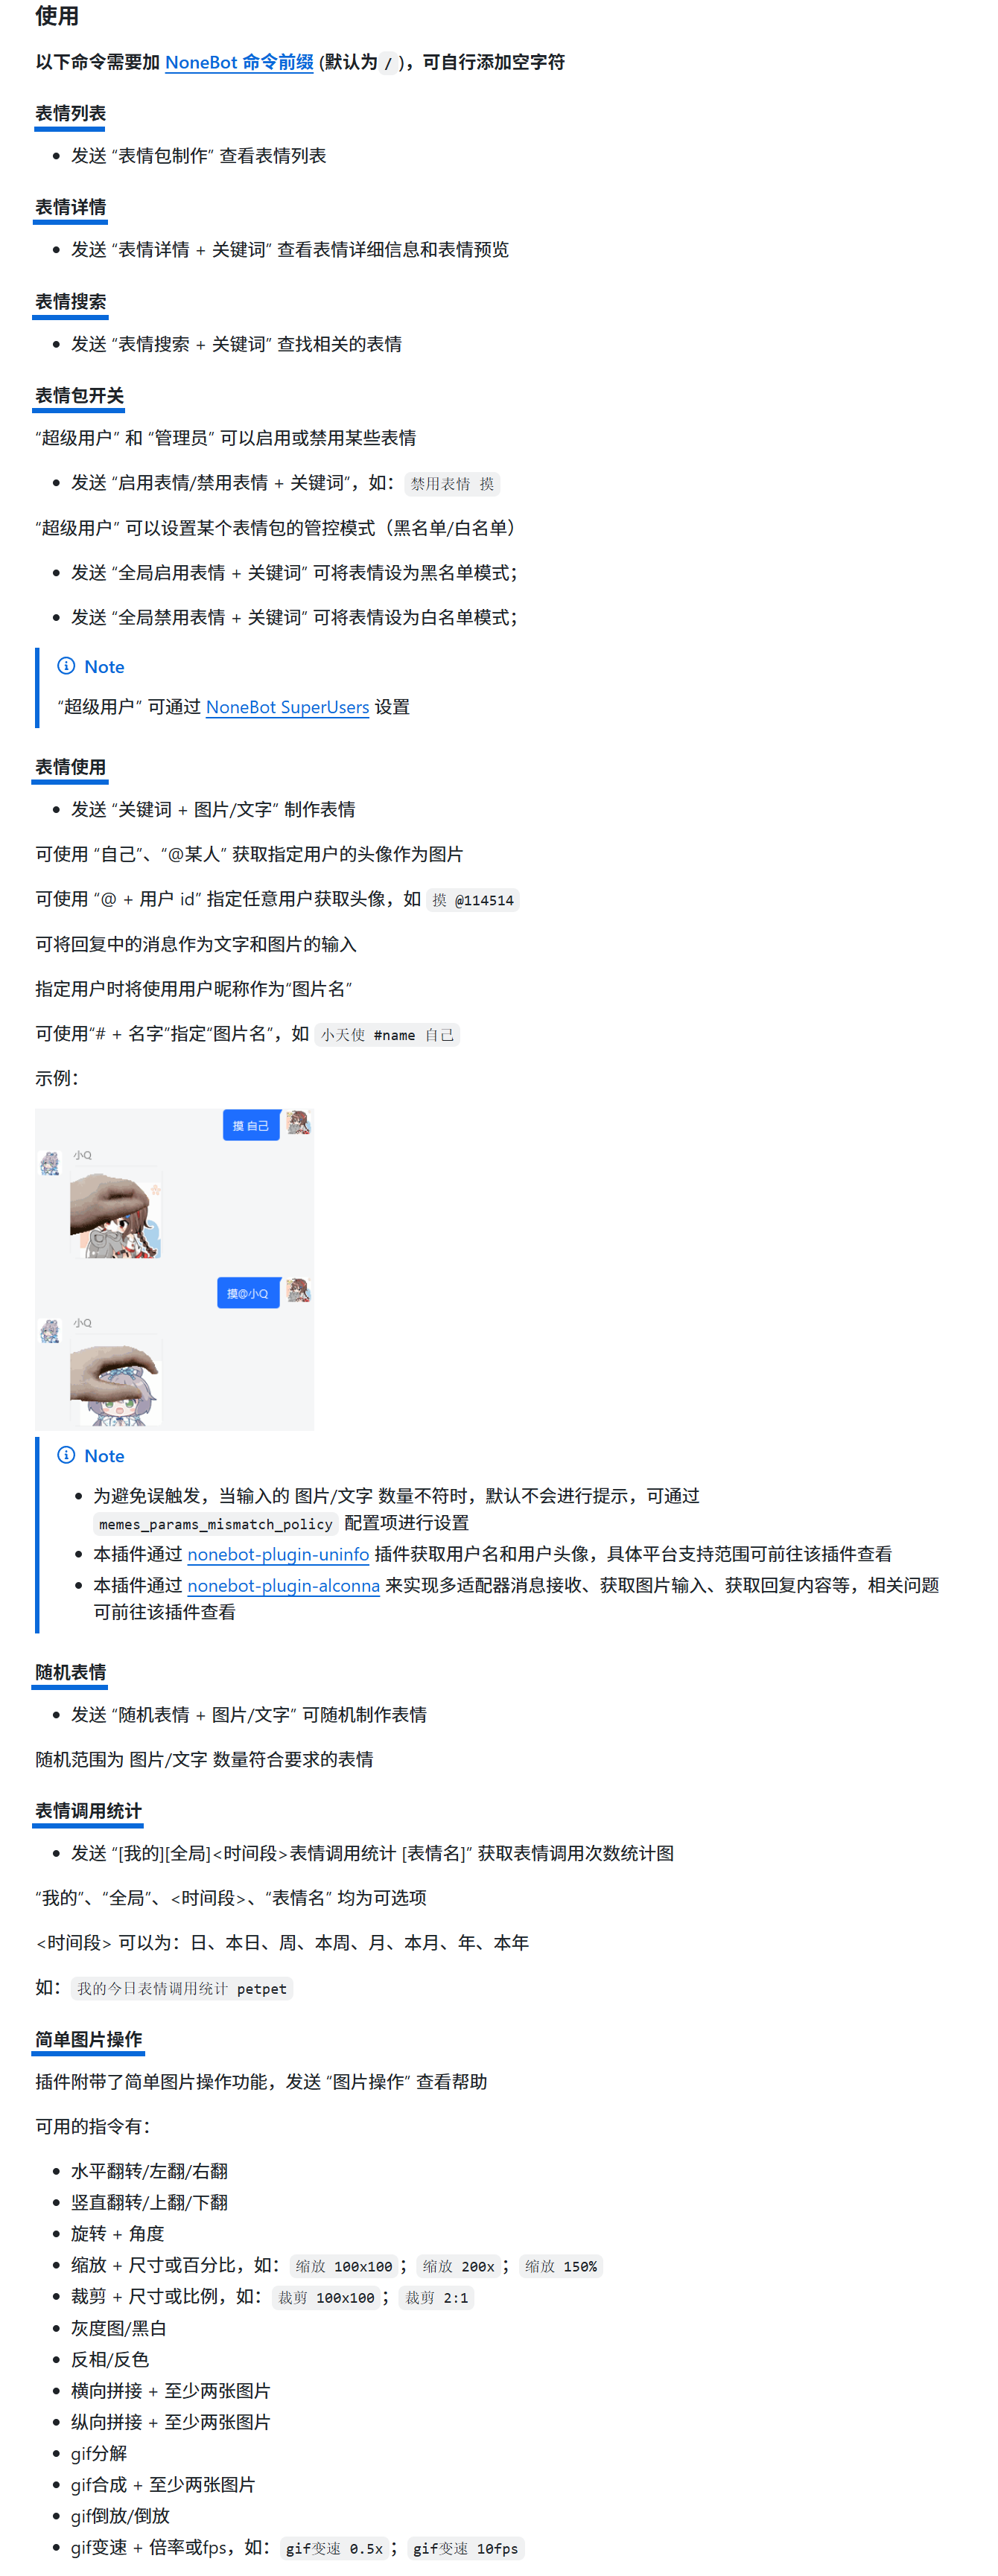 使用
以下命令需要加 NoneBot 命令前缀 (默认为 / )，可自行添加空字符
表情列表
发送 “表情包制作” 查看表情列表
表情详情
发送 “表情详情 + 关键词” 查看表情详细信息和表情预览
表情搜索
发送 “表情搜索 + 关键词” 查找相关的表情
表情包开关
“超级用户” 和 “管理员” 可以启用或禁用某些表情
发送 “启用表情/禁用表情 + 关键词”，如： 禁用表情 摸
“超级用户” 可以设置某个表情包的管控模式（黑名单/白名单）
发送 “全局启用表情 + 关键词” 可将表情设为黑名单模式；
发送 “全局禁用表情 + 关键词” 可将表情设为白名单模式；
Note
“超级用户” 可通过 NoneBot SuperUsers 设置
表情使用
发送 “关键词 + 图片/文字” 制作表情
可使用 “自己”、“@某人” 获取指定用户的头像作为图片
可使用 “@ + 用户 id” 指定任意用户获取头像，如 摸 @114514
可将回复中的消息作为文字和图片的输入
指定用户时将使用用户昵称作为“图片名”
可使用“# + 名字”指定“图片名”，如 小天使 #name 自己
示例：
摸 自己
小Q
摸@小Q
小Q
Note
为避免误触发，当输入的 图片/文字 数量不符时，默认不会进行提示，可通过
memes_params_mismatch_policy 配置项进行设置
本插件通过 nonebot-plugin-uninfo 插件获取用户名和用户头像，具体平台支持范围可前往该插件查看
本插件通过 nonebot-plugin-alconna 来实现多适配器消息接收、获取图片输入、获取回复内容等，相关问题
可前往该插件查看
随机表情
发送 “随机表情 + 图片/文字” 可随机制作表情
随机范围为 图片/文字 数量符合要求的表情
表情调用统计
发送 “[我的][全局]<时间段>表情调用统计 [表情名]” 获取表情调用次数统计图
“我的”、“全局”、<时间段>、“表情名” 均为可选项
<时间段> 可以为：日、本日、周、本周、月、本月、年、本年
如： 我的今日表情调用统计 petpet
简单图片操作
插件附带了简单图片操作功能，发送 “图片操作” 查看帮助
可用的指令有：
水平翻转/左翻/右翻
竖直翻转/上翻/下翻
旋转 + 角度
缩放 + 尺寸或百分比，如： 缩放 100x100； 缩放 200x； 缩放 150%
裁剪 + 尺寸或比例，如： 裁剪 100x100； 裁剪 2:1
灰度图/黑白
反相/反色
横向拼接 + 至少两张图片
纵向拼接 + 至少两张图片
gif分解
gif合成 + 至少两张图片
gif倒放/倒放
gif变速 + 倍率或fps，如： gif变速 0.5x； gif变速 10fps